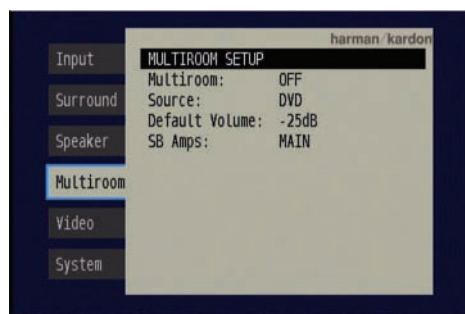 harman/kardon
Input
Surround
Speaker
Multiroom
Video
System
MULTIROOM SETUP
Multiroom: OFF
Source: DVD
Default Volume: -25dB
SB Amps: MAIN